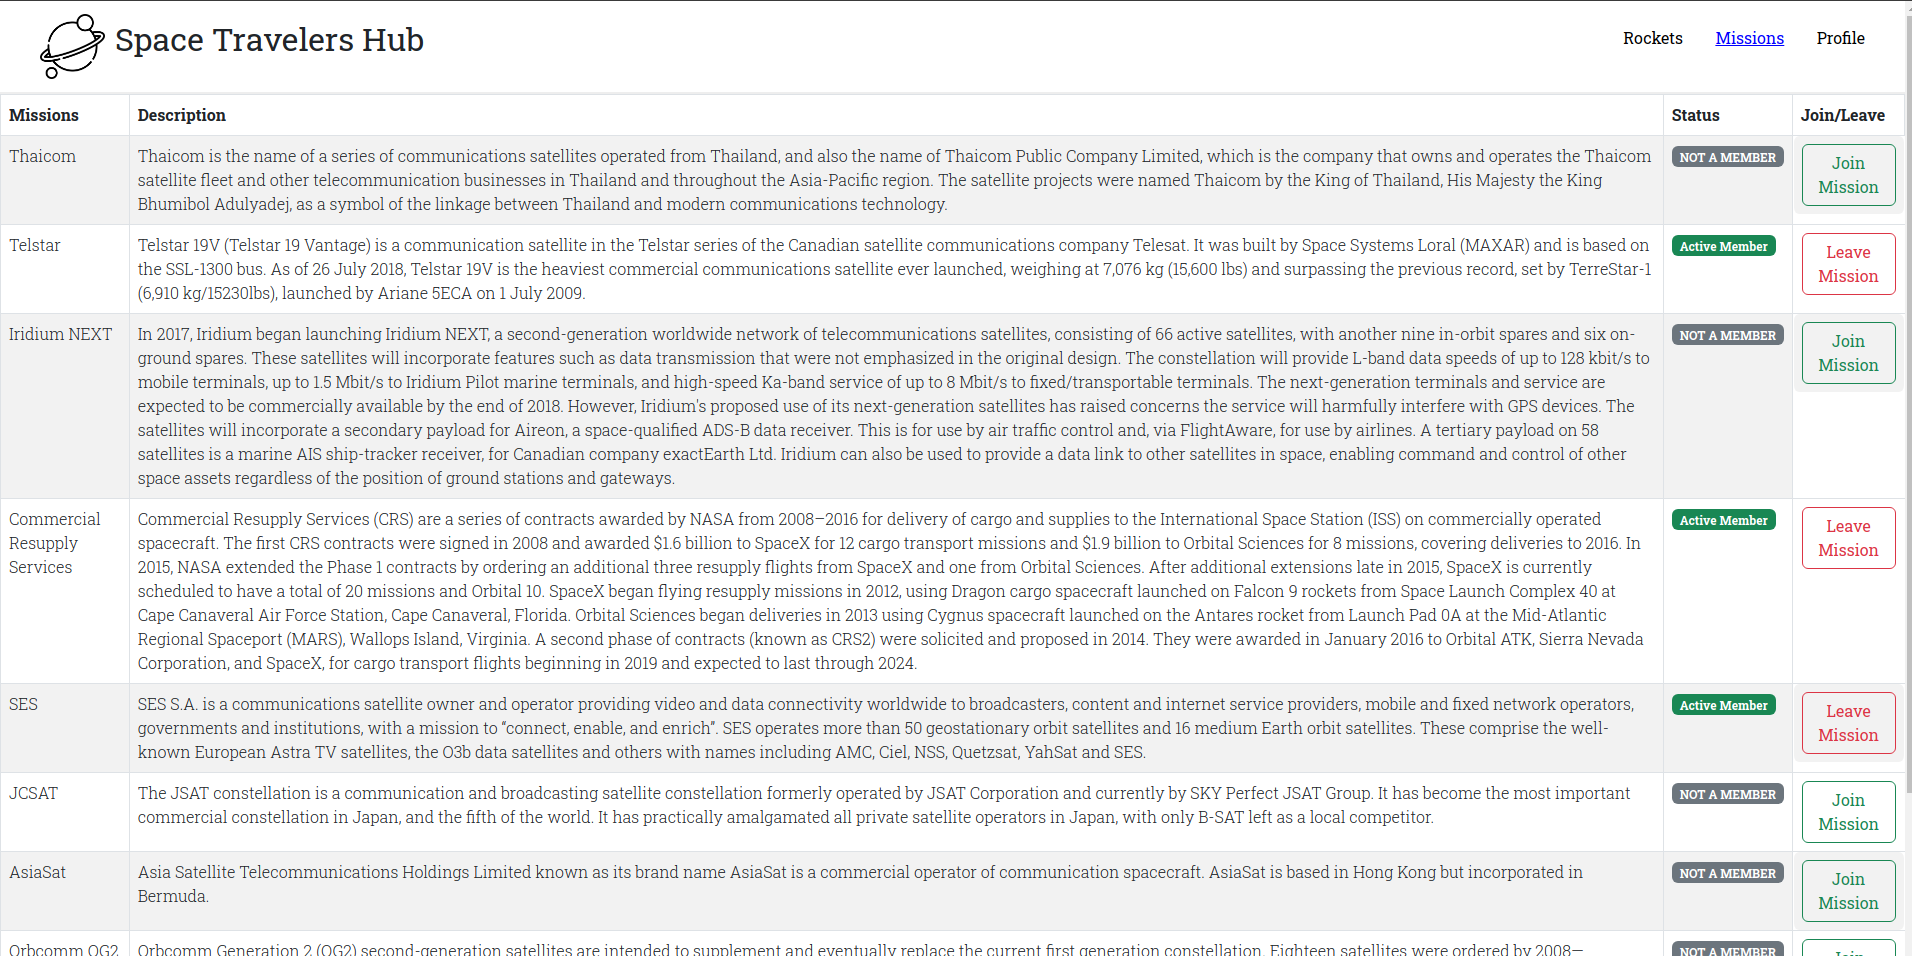 Space Travelers Hub
Rockets Missions Profile
Missions Description Status Join/Leave
Thaicom
Thaicom is the name of a series of communications satellites operated from Thailand, and also the name of Thaicom Public Company Limited, which is the company that owns and operates the Thaicom
satellite fleet and other telecommunication businesses in Thailand and throughout the Asia-Pacific region. The satellite projects were named Thaicom by the King of Thailand, His Majesty the King
Bhumibol Adulyadej, as a symbol of the linkage between Thailand and modern communications technology.
NOT A MEMBER
Join
Mission
Telstar
Telstar 19V (Telstar 19 Vantage) is a communication satellite in the Telstar series of the Canadian satellite communications company Telesat. It was built by Space Systems Loral (MAXAR) and is based on
the SSL-1300 bus. As of 26 July 2018, Telstar 19V is the heaviest commercial communications satellite ever launched, weighing at 7,076 kg (15,600 lbs) and surpassing the previous record, set by TerreStar-1
(6,910 kg/15230lbs), launched by Ariane 5ECA on 1 July 2009.
Active Member
Leave
Mission
Iridium NEXT
In 2017, Iridium began launching Iridium NEXT, a second-generation worldwide network of telecommunications satellites, consisting of 66 active satellites, with another nine in-orbit spares and six on-
ground spares. These satellites will incorporate features such as data transmission that were not emphasized in the original design. The constellation will provide L-band data speeds of up to 128 kbit/s to
mobile terminals, up to 1.5 Mbit/s to Iridium Pilot marine terminals, and high-speed Ka-band service of up to 8 Mbit/s to fixed/transportable terminals. The next-generation terminals and service are
expected to be commercially available by the end of 2018. However, Iridium's proposed use of its next-generation satellites has raised concerns the service will harmfully interfere with GPS devices. The
satellites will incorporate a secondary payload for Aireon, a space-qualified ADS-B data receiver. This is for use by air traffic control and, via FlightAware, for use by airlines. A tertiary payload on 58
satellites is a marine AIS ship-tracker receiver, for Canadian company exactEarth Ltd. Iridium can also be used to provide a data link to other satellites in space, enabling command and control of other
space assets regardless of the position of ground stations and gateways.
NOT A MEMBER
Join
Mission
Commercial
Resupply
Services
Commercial Resupply Services (CRS) are a series of contracts awarded by NASA from 2008–2016 for delivery of cargo and supplies to the International Space Station (ISS) on commercially operated
spacecraft. The first CRS contracts were signed in 2008 and awarded $1.6 billion to SpaceX for 12 cargo transport missions and $1.9 billion to Orbital Sciences for 8 missions, covering deliveries to 2016. In
2015, NASA extended the Phase 1 contracts by ordering an additional three resupply flights from SpaceX and one from Orbital Sciences. After additional extensions late in 2015, SpaceX is currently
scheduled to have a total of 20 missions and Orbital 10. SpaceX began flying resupply missions in 2012, using Dragon cargo spacecraft launched on Falcon 9 rockets from Space Launch Complex 40 at
Cape Canaveral Air Force Station, Cape Canaveral, Florida. Orbital Sciences began deliveries in 2013 using Cygnus spacecraft launched on the Antares rocket from Launch Pad 0A at the Mid-Atlantic
Regional Spaceport (MARS), Wallops Island, Virginia. A second phase of contracts (known as CRS2) were solicited and proposed in 2014. They were awarded in January 2016 to Orbital ATK, Sierra Nevada
Corporation, and SpaceX, for cargo transport flights beginning in 2019 and expected to last through 2024.
Active Member
Leave
Mission
SES
SES S.A. is a communications satellite owner and operator providing video and data connectivity worldwide to broadcasters, content and internet service providers, mobile and fixed network operators,
governments and institutions, with a mission to “connect, enable, and enrich”. SES operates more than 50 geostationary orbit satellites and 16 medium Earth orbit satellites. These comprise the well-
known European Astra TV satellites, the O3b data satellites and others with names including AMC, Ciel, NSS, Quetzsat, YahSat and SES.
Active Member
Leave
Mission
JCSAT
The JSAT constellation is a communication and broadcasting satellite constellation formerly operated by JSAT Corporation and currently by SKY Perfect JSAT Group. It has become the most important
commercial constellation in Japan, and the fifth of the world. It has practically amalgamated all private satellite operators in Japan, with only B-SAT left as a local competitor.
NOT A MEMBER
Join
Mission
AsiaSat
Asia Satellite Telecommunications Holdings Limited known as its brand name AsiaSat is a commercial operator of communication spacecraft. AsiaSat is based in Hong Kong but incorporated in
Bermuda.
NOT A MEMBER
Join
Mission
Orbcomm OG2
Orbcomm Generation 2 (OG2) second-generation satellites are intended to supplement and eventually replace the current first generation constellation. Eighteen satellites were ordered by 2008—
NOT A MEMBER
Join